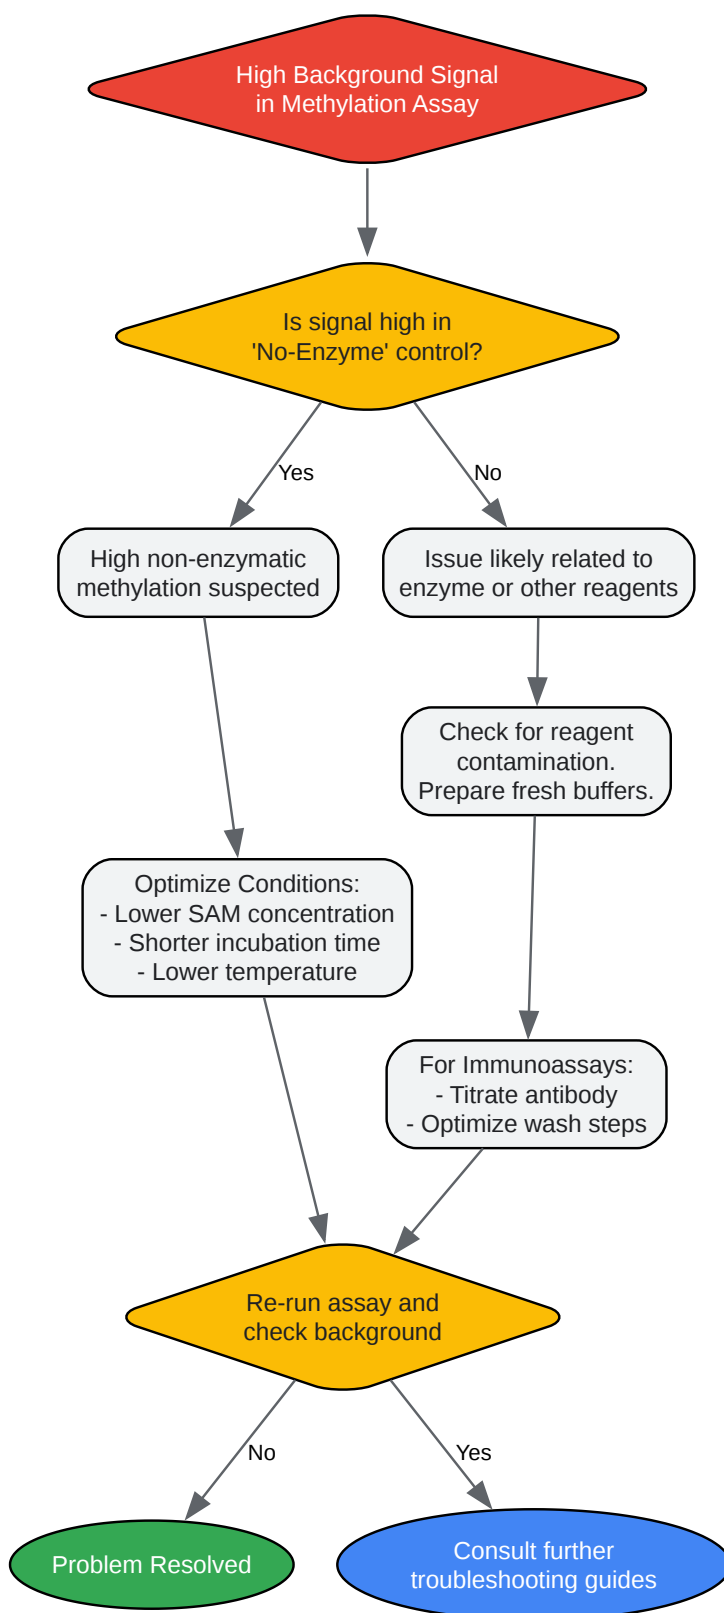 High Background Signal
in Methylation Assay
Is signal high in
'No-Enzyme' control?
Yes
No
High non-enzymatic
methylation suspected
Issue likely related to
enzyme or other reagents
Check for reagent
contamination.
Prepare fresh buffers.
Optimize Conditions:
- Lower SAM concentration
- Shorter incubation time
- Lower temperature
For Immunoassays:
- Titrate antibody
- Optimize wash steps
Re-run assay and
check background
No
Yes
Problem Resolved
Consult further
troubleshooting guides